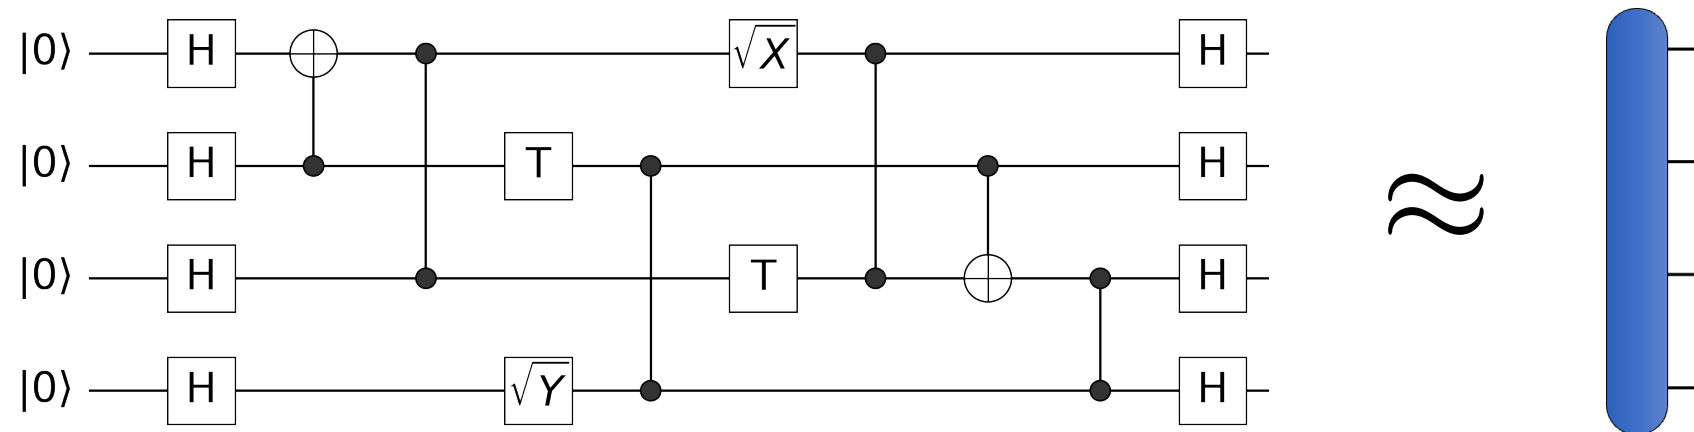 |0⟩ H √X H
|0⟩ H T H
|0⟩ H T H
|0⟩ H √Y H
≈